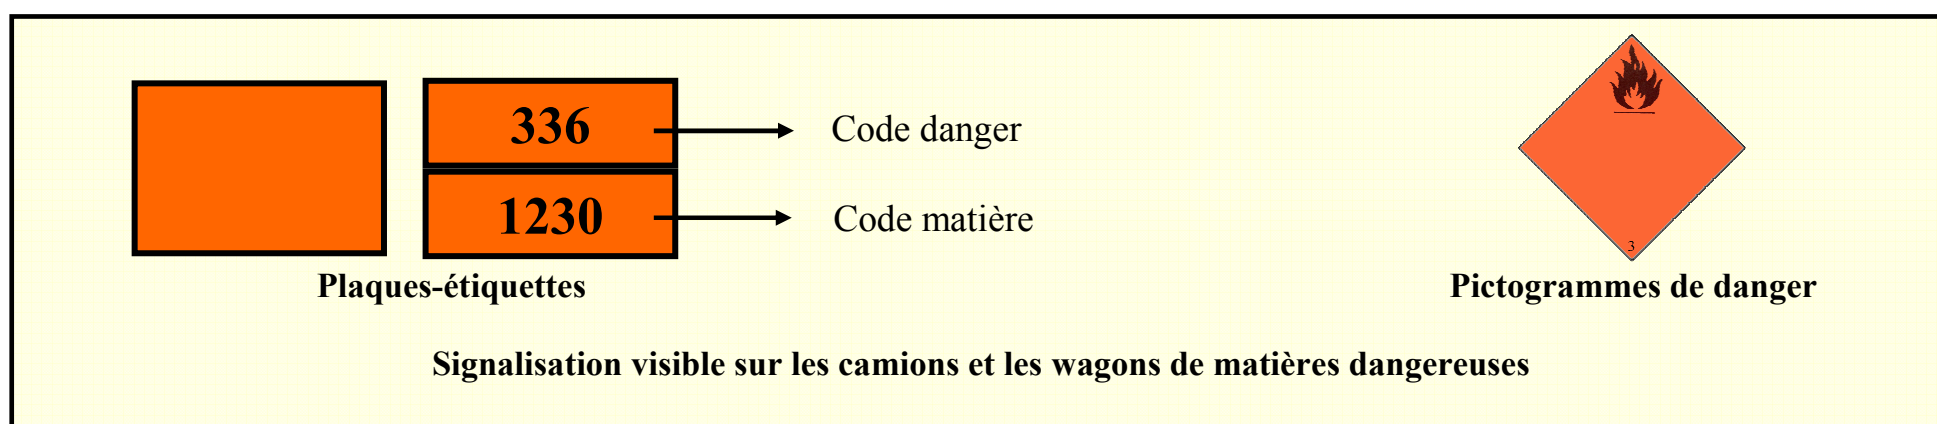 336
Code danger
1230
Code matière
3
Plaques-étiquettes
Pictogrammes de danger
Signalisation visible sur les camions et les wagons de matières dangereuses